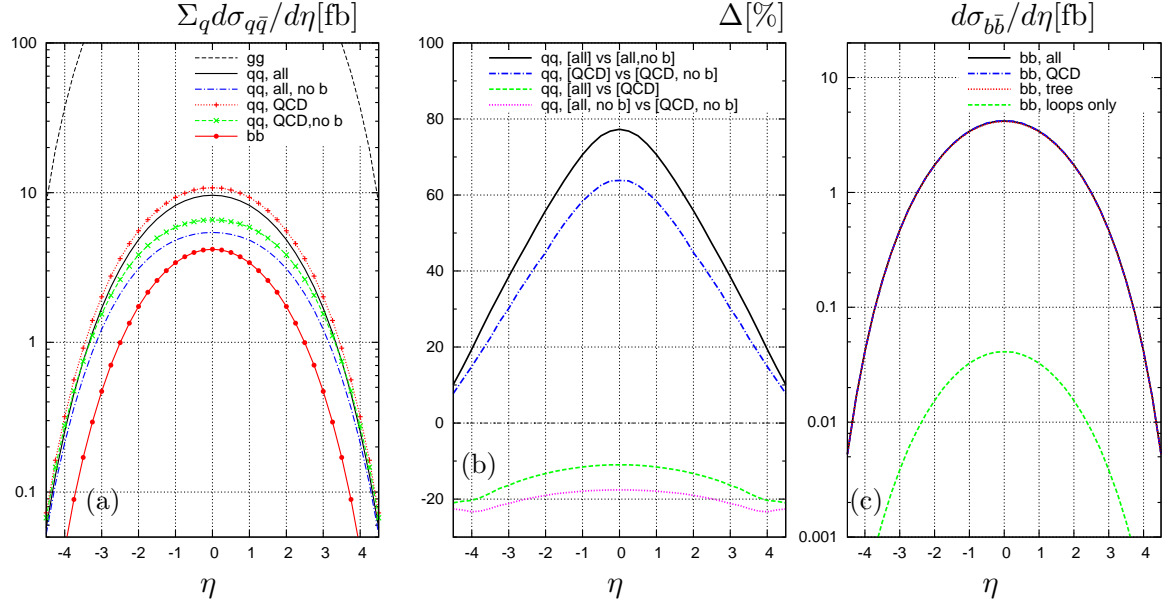 Σ_q dσ_{qq̄}/dη[fb]
100
10
1
0.1
gg
qq, all
qq, all, no b
qq, QCD
qq, QCD,no b
bb
(a)
-4 -3 -2 -1 0 1 2 3 4
η
Δ[%]
100
80
60
40
20
0
-20
qq, [all] vs [all,no b]
qq, [QCD] vs [QCD, no b]
qq, [all] vs [QCD]
qq, [all, no b] vs [QCD, no b]
(b)
-4 -3 -2 -1 0 1 2 3 4
η
dσ_{bb̄}/dη[fb]
10
1
0.1
0.01
0.001
bb, all
bb, QCD
bb, tree
bb, loops only
(c)
-4 -3 -2 -1 0 1 2 3 4
η